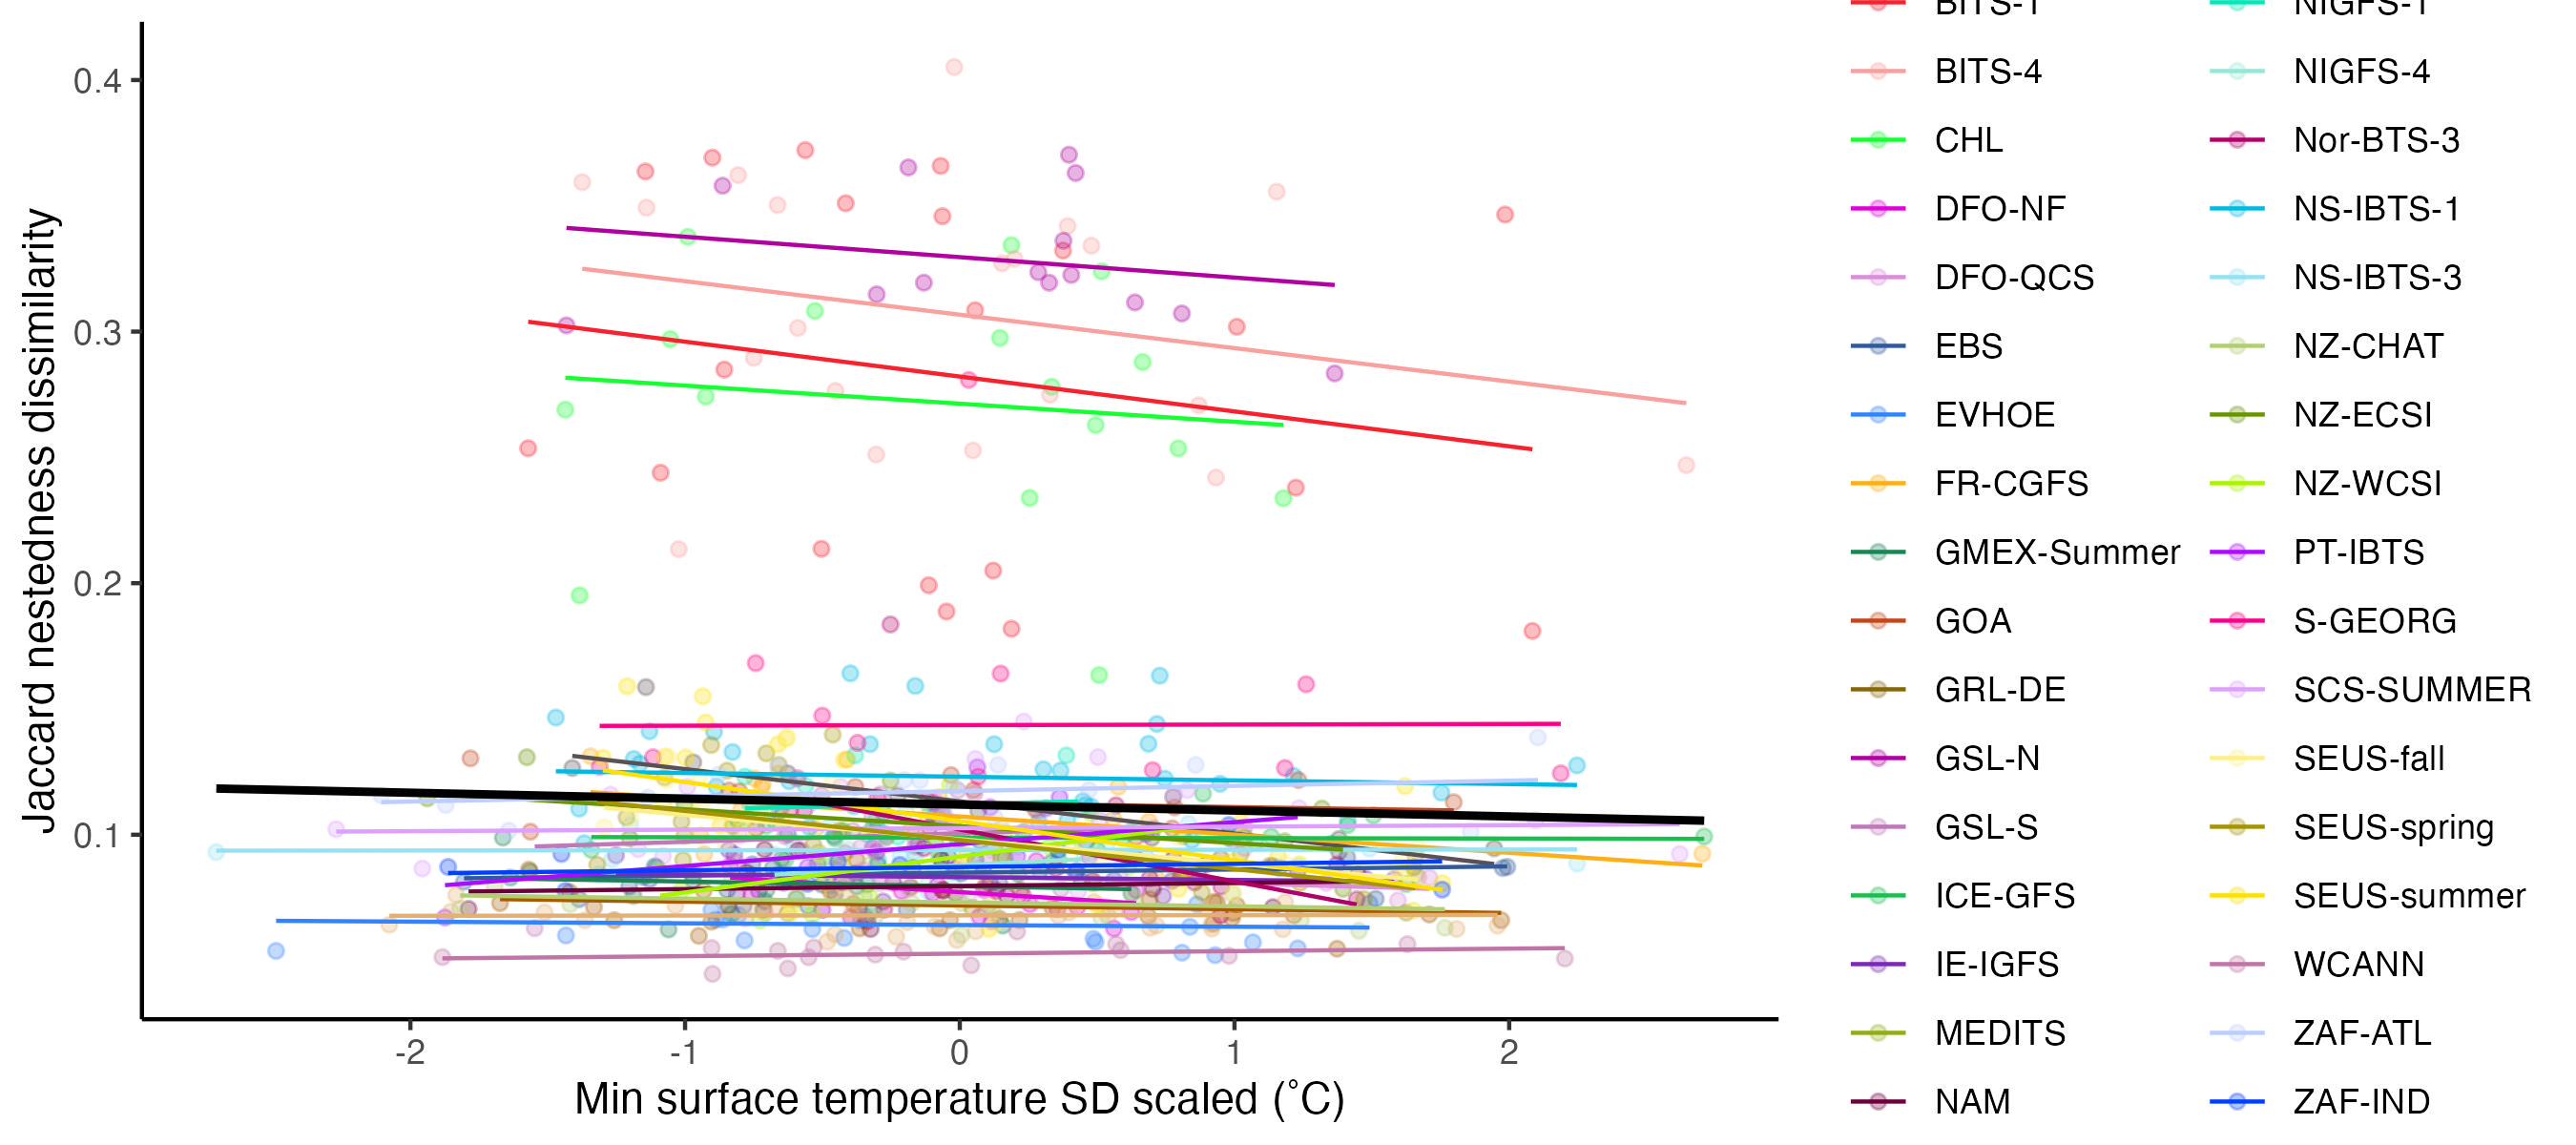 BITS-1 NIGFS-1
0.4
BITS-4 NIGFS-4
CHL Nor-BTS-3
DFO-NF NS-IBTS-1
DFO-QCS NS-IBTS-3
0.3
EBS NZ-CHAT
EVHOE NZ-ECSI
FR-CGFS NZ-WCSI
GMEX-Summer PT-IBTS
0.2
GOA S-GEORG
GRL-DE SCS-SUMMER
GSL-N SEUS-fall
GSL-S SEUS-spring
0.1
ICE-GFS SEUS-summer
IE-IGFS WCANN
MEDITS ZAF-ATL
NAM ZAF-IND
Jaccard nestedness dissimilarity
-2 -1 0 1 2
Min surface temperature SD scaled (˚C)